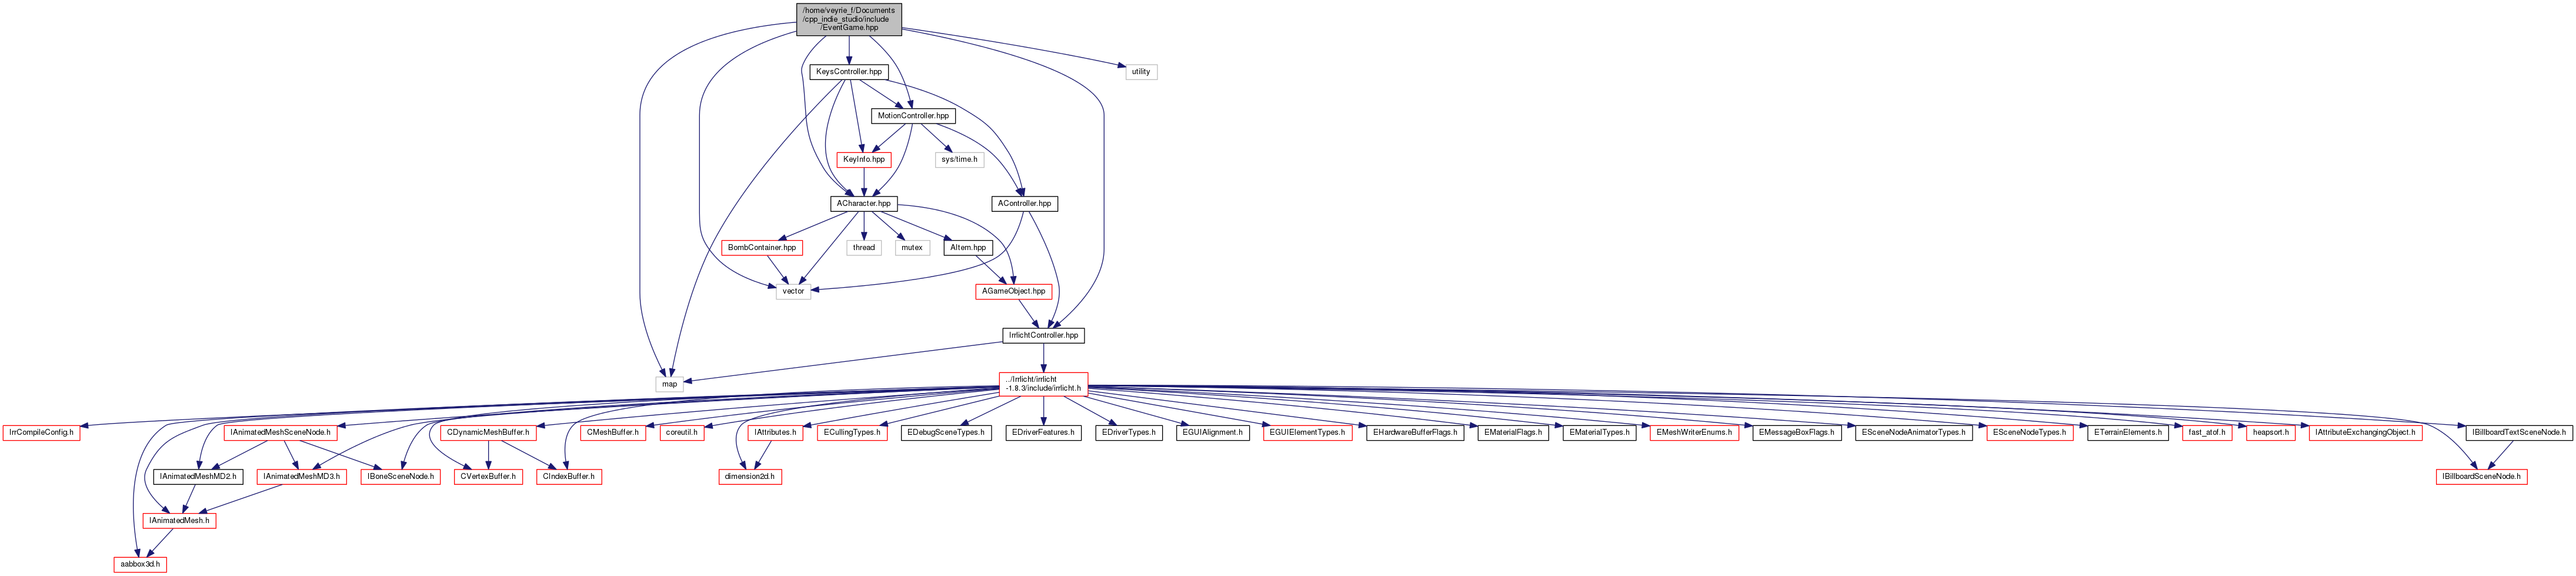 /home/veyrie_f/Documents
/cpp_indie_studio/include
/EventGame.hpp
KeysController.hpp
utility
MotionController.hpp
KeyInfo.hpp
sys/time.h
ACharacter.hpp
AController.hpp
BombContainer.hpp
thread
mutex
AItem.hpp
vector
AGameObject.hpp
IrrlichtController.hpp
map
../Irrlicht/irrlicht
-1.8.3/include/irrlicht.h
IrrCompileConfig.h
IAnimatedMeshSceneNode.h
CDynamicMeshBuffer.h
CMeshBuffer.h
coreutil.h
IAttributes.h
ECullingTypes.h
EDebugSceneTypes.h
EDriverFeatures.h
EDriverTypes.h
EGUIAlignment.h
EGUIElementTypes.h
EHardwareBufferFlags.h
EMaterialFlags.h
EMaterialTypes.h
EMeshWriterEnums.h
EMessageBoxFlags.h
ESceneNodeAnimatorTypes.h
ESceneNodeTypes.h
ETerrainElements.h
fast_atof.h
heapsort.h
IAttributeExchangingObject.h
IBillboardTextSceneNode.h
IAnimatedMeshMD2.h
IAnimatedMeshMD3.h
IBoneSceneNode.h
CVertexBuffer.h
CIndexBuffer.h
dimension2d.h
IBillboardSceneNode.h
IAnimatedMesh.h
aabbox3d.h